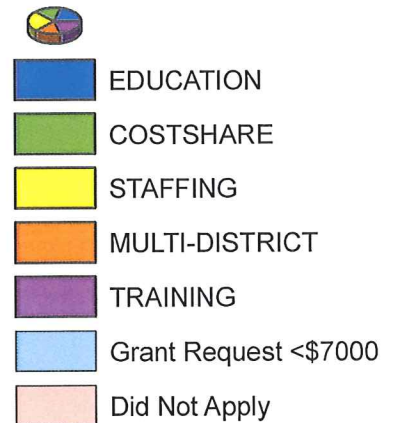 EDUCATION
COSTSHARE
STAFFING
MULTI-DISTRICT
TRAINING
Grant Request <$7000
Did Not Apply